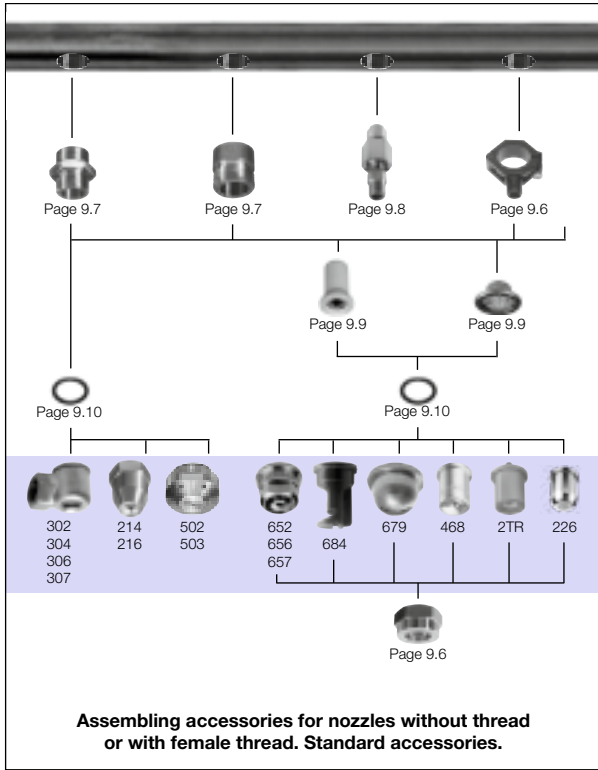 Page 9.7
Page 9.7
Page 9.8
Page 9.6
Page 9.9
Page 9.9
Page 9.10
Page 9.10
302
304
306
307
214
216
502
503
652
656
657
684
679
468
2TR
226
Page 9.6
Assembling accessories for nozzles without thread
or with female thread. Standard accessories.